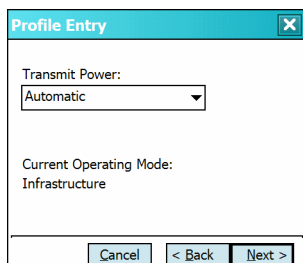 Profile Entry
Transmit Power:
Automatic
Current Operating Mode:
Infrastructure
Cancel
< Back
Next >